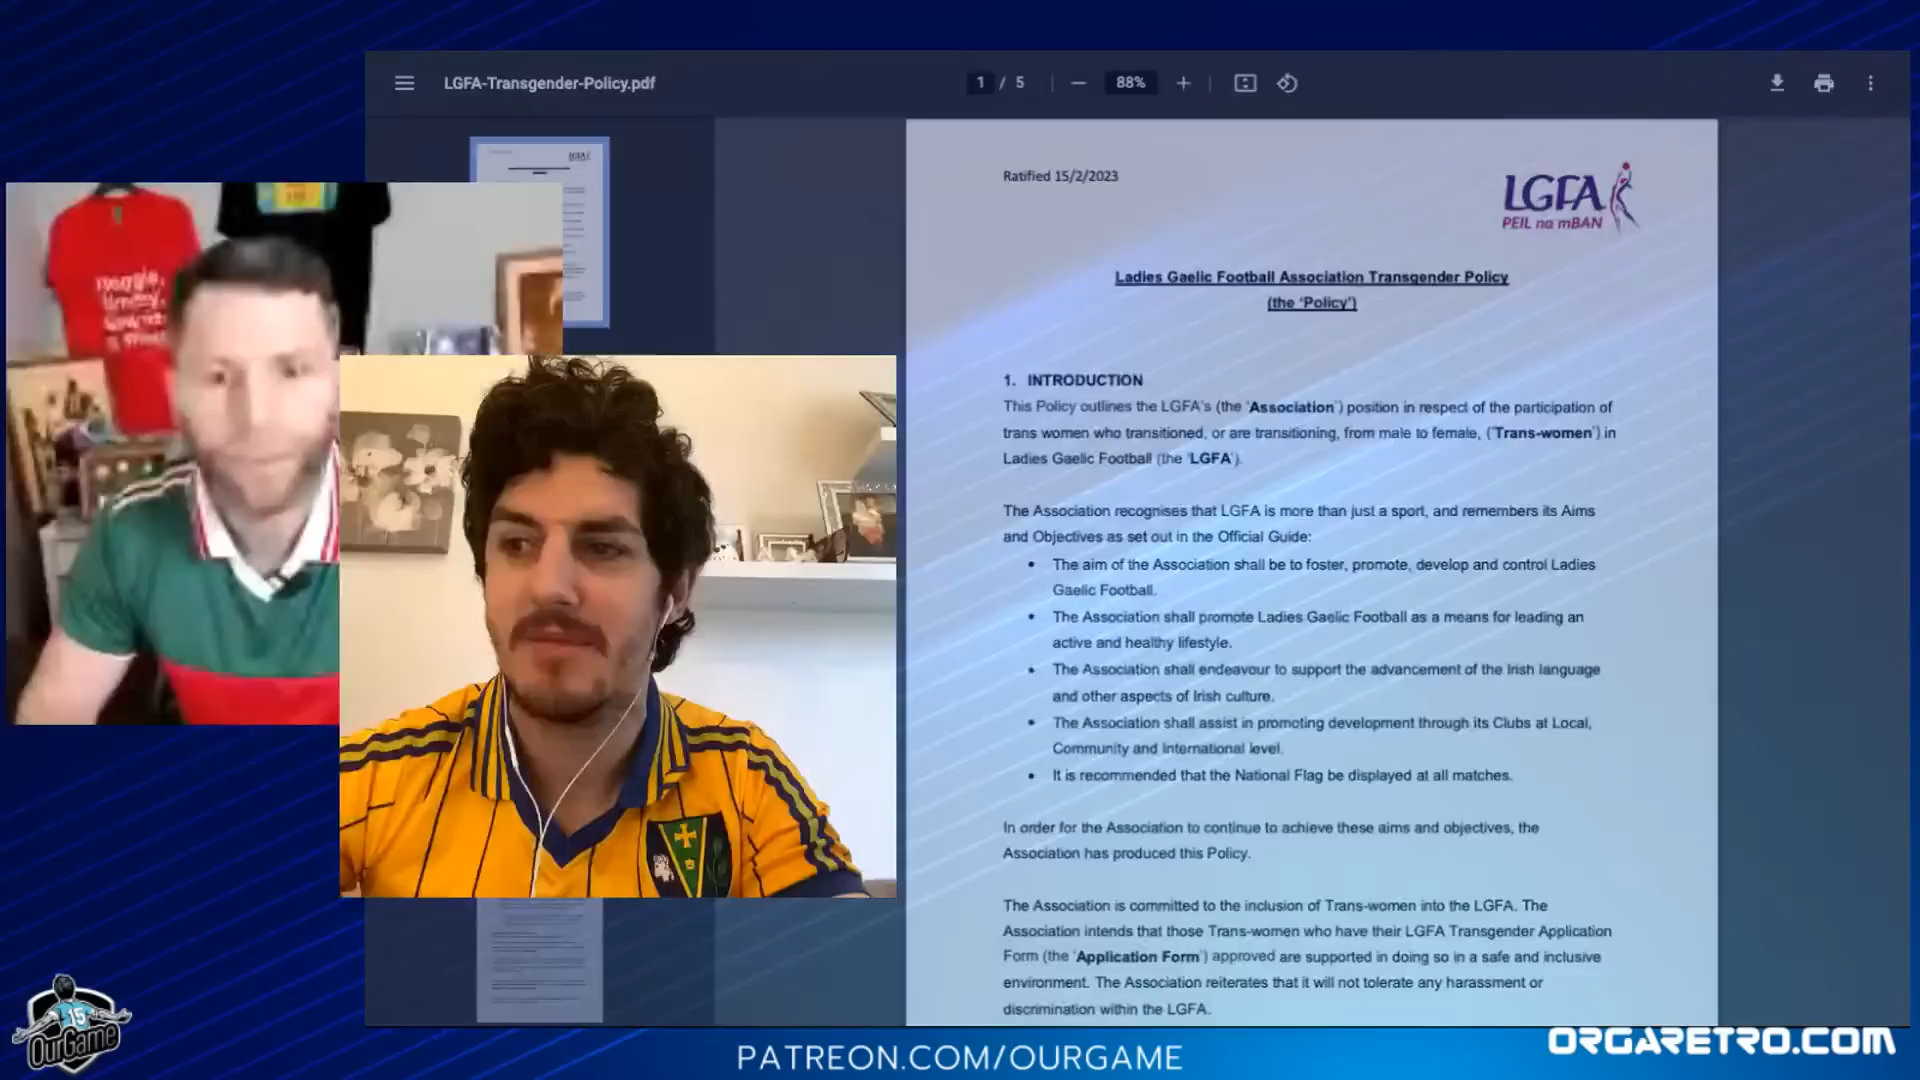 LGFA-Transgender-Policy.pdf
1 / 5
88%
Ratified 15/2/2023
LGFA
PEIL na mBAN
Ladies Gaelic Football Association Transgender Policy
(the ‘Policy’)
1. INTRODUCTION
This Policy outlines the LGFA’s (the ‘Association’) position in respect of the participation of
trans women who transitioned, or are transitioning, from male to female, (‘Trans-women’) in
Ladies Gaelic Football (the ‘LGFA’).
The Association recognises that LGFA is more than just a sport, and remembers its Aims
and Objectives as set out in the Official Guide:
• The aim of the Association shall be to foster, promote, develop and control Ladies
Gaelic Football.
• The Association shall promote Ladies Gaelic Football as a means for leading an
active and healthy lifestyle.
• The Association shall endeavour to support the advancement of the Irish language
and other aspects of Irish culture.
• The Association shall assist in promoting development through its Clubs at Local,
Community and International level.
• It is recommended that the National Flag be displayed at all matches.
In order for the Association to continue to achieve these aims and objectives, the
Association has produced this Policy.
The Association is committed to the inclusion of Trans-women into the LGFA. The
Association intends that those Trans-women who have their LGFA Transgender Application
Form (the ‘Application Form’) approved are supported in doing so in a safe and inclusive
environment. The Association reiterates that it will not tolerate any harassment or
discrimination within the LGFA.
15
OurGame
PATREON.COM/OURGAME
ORGARETRO.COM